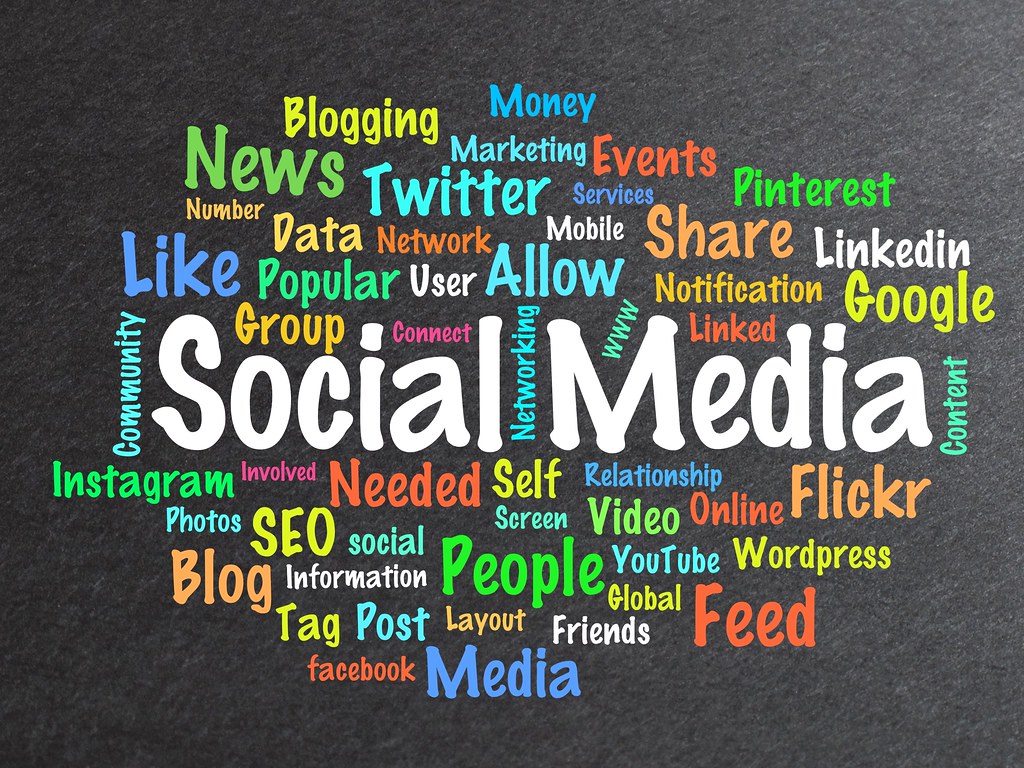 Blogging
Money
Marketing
Events
News
Twitter
Services
Pinterest
Number
Data
Network
Mobile
Share
Linkedin
Like
Popular
User
Allow
Notification
Google
Group
Connect
Networking
www
Linked
Community
Social Media
Content
Instagram
Involved
Needed
Self
Relationship
Flickr
Photos
SEO
social
Screen
Video
Online
Blog
Information
People
YouTube
Wordpress
Global
Tag
Post
Layout
Friends
Feed
facebook
Media